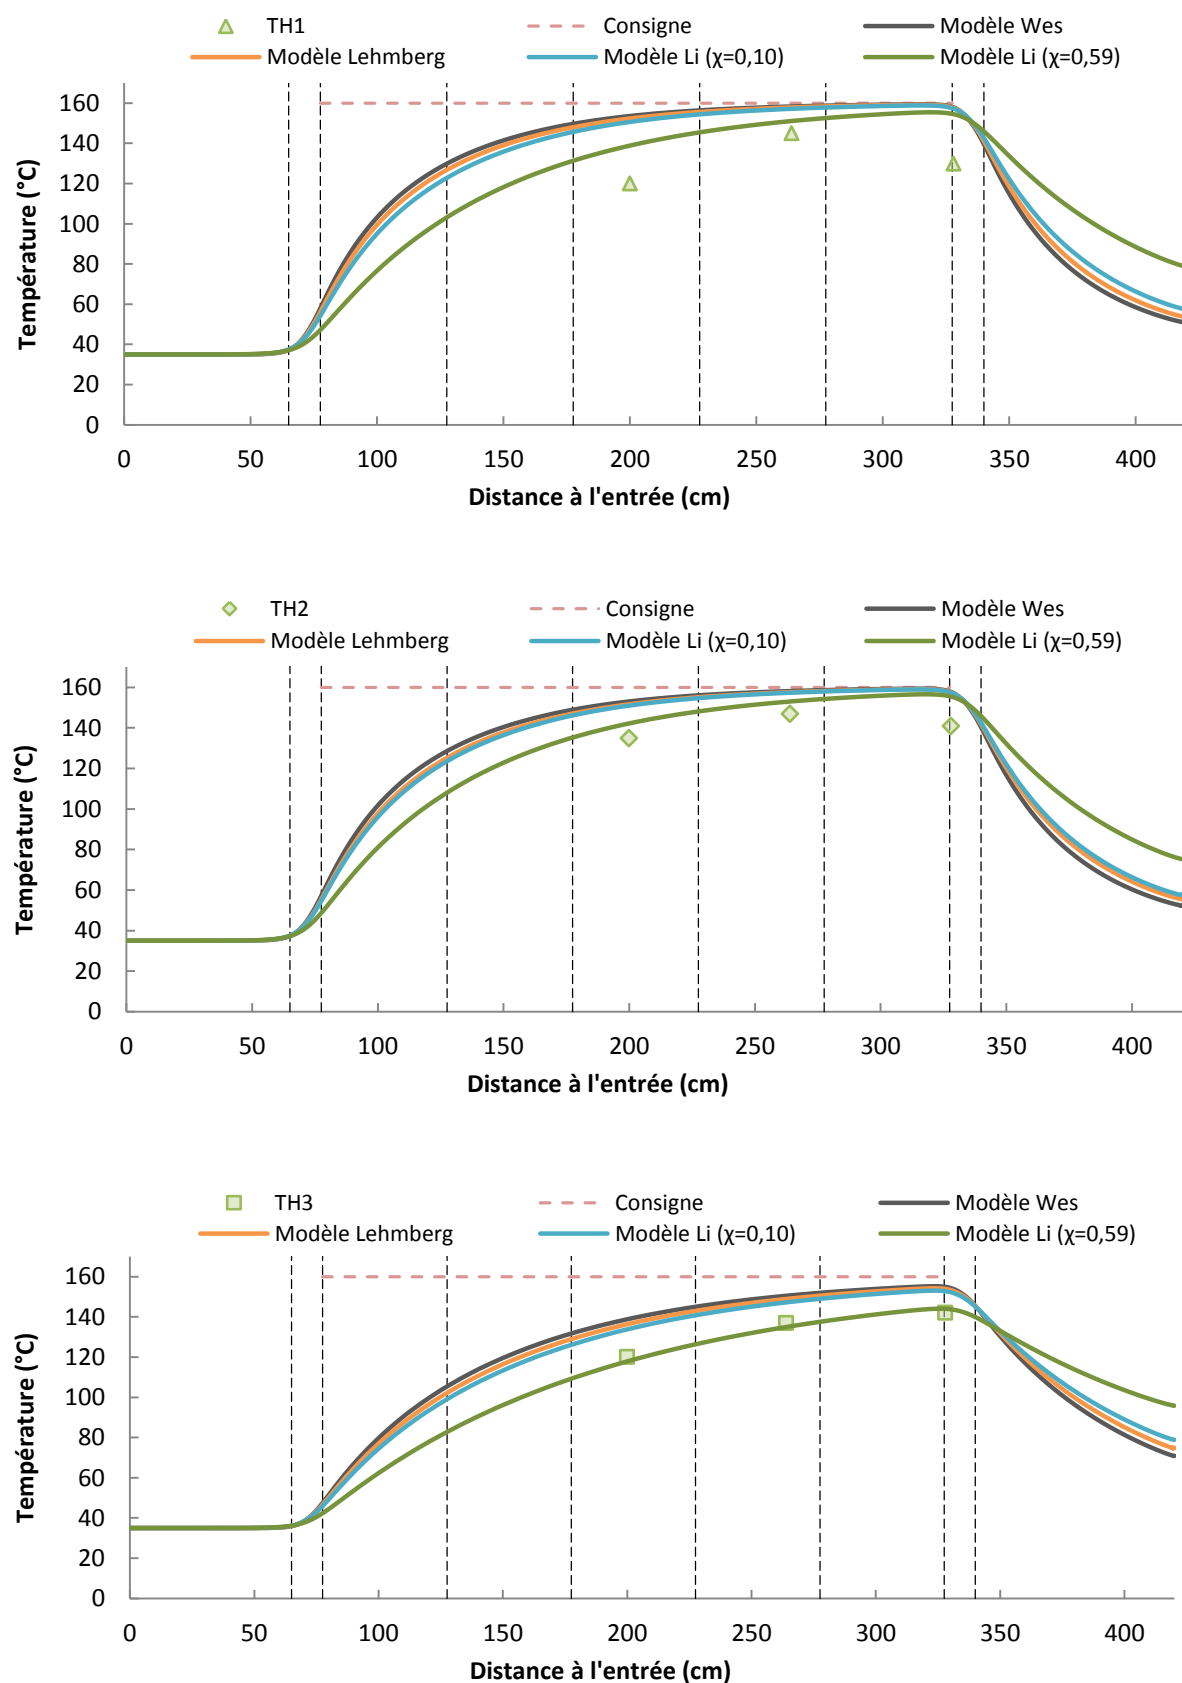 TH1 Consigne Modèle Wes
Modèle Lehmberg Modèle Li (χ=0,10) Modèle Li (χ=0,59)
160
140
120
100
80
60
40
20
0
Température (°C)
0 50 100 150 200 250 300 350 400
Distance à l'entrée (cm)
TH2 Consigne Modèle Wes
Modèle Lehmberg Modèle Li (χ=0,10) Modèle Li (χ=0,59)
160
140
120
100
80
60
40
20
0
Température (°C)
0 50 100 150 200 250 300 350 400
Distance à l'entrée (cm)
TH3 Consigne Modèle Wes
Modèle Lehmberg Modèle Li (χ=0,10) Modèle Li (χ=0,59)
160
140
120
100
80
60
40
20
0
Température (°C)
0 50 100 150 200 250 300 350 400
Distance à l'entrée (cm)